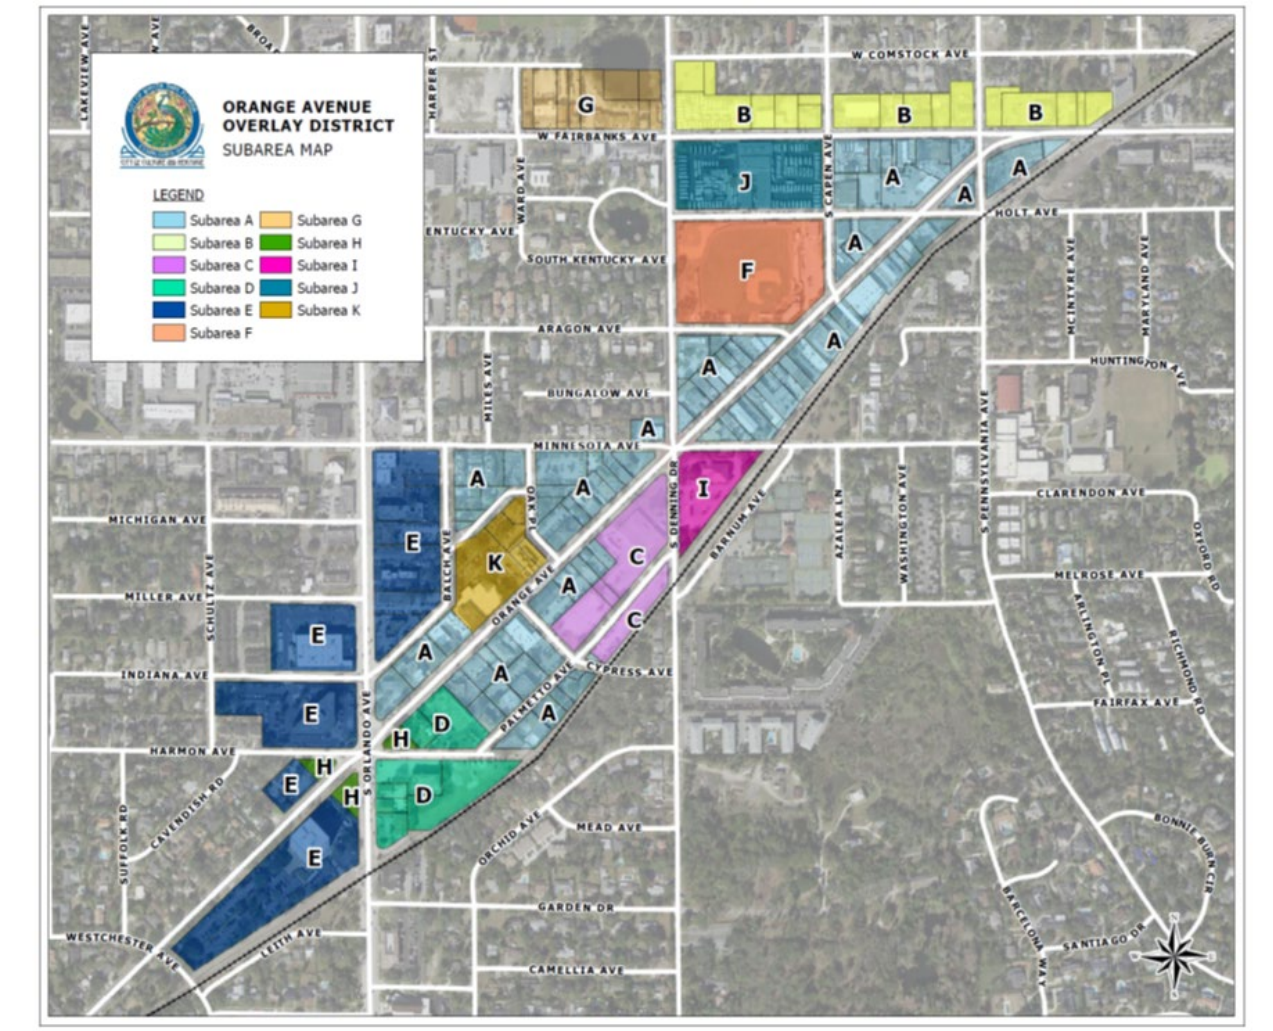 LAKEVIEW AVE
HARPER ST
W COMSTOCK AVE
ORANGE AVENUE
OVERLAY DISTRICT
SUBAREA MAP
LEGEND
Subarea A
Subarea G
Subarea B
Subarea H
Subarea C
Subarea I
Subarea D
Subarea J
Subarea E
Subarea K
Subarea F
G
B
B
B
W FAIRBANKS AVE
WARD AVE
S CAPEN AVE
J
A
A
A
HOLT AVE
ENTUCKY AVE
SOUTH KENTUCKY AVE
F
A
MCINTYRE AVE
MARYLAND AVE
ARAGON AVE
A
A
HUNTINGTON AVE
MILES AVE
BUNGALOW AVE
A
MINNESOTA AVE
S PENNSYLVANIA AVE
A
A
OAK PL
S DENNING DR
I
CLARENDON AVE
MICHIGAN AVE
E
BALCH AVE
K
C
BARNUM AVE
AZALEA LN
WASHINGTON AVE
OXFORD RD
MELROSE AVE
MILLER AVE
SCHULTZ AVE
ORANGE AVE
A
C
ARLINGTON PL
RICHMOND RD
E
A
A
INDIANA AVE
CYPRESS AVE
PALMETTO AVE
FAIRFAX AVE
E
S ORLANDO AVE
H
D
A
HARMON AVE
E
H
H
D
SUFFOLK RD
CAVENDISH RD
ORCHID AVE
MEAD AVE
BONNIE BURN CIR
E
GARDEN DR
BARCELONA WAY
SANTIAGO DR
WESTCHESTER AVE
LEITH AVE
CAMELLIA AVE